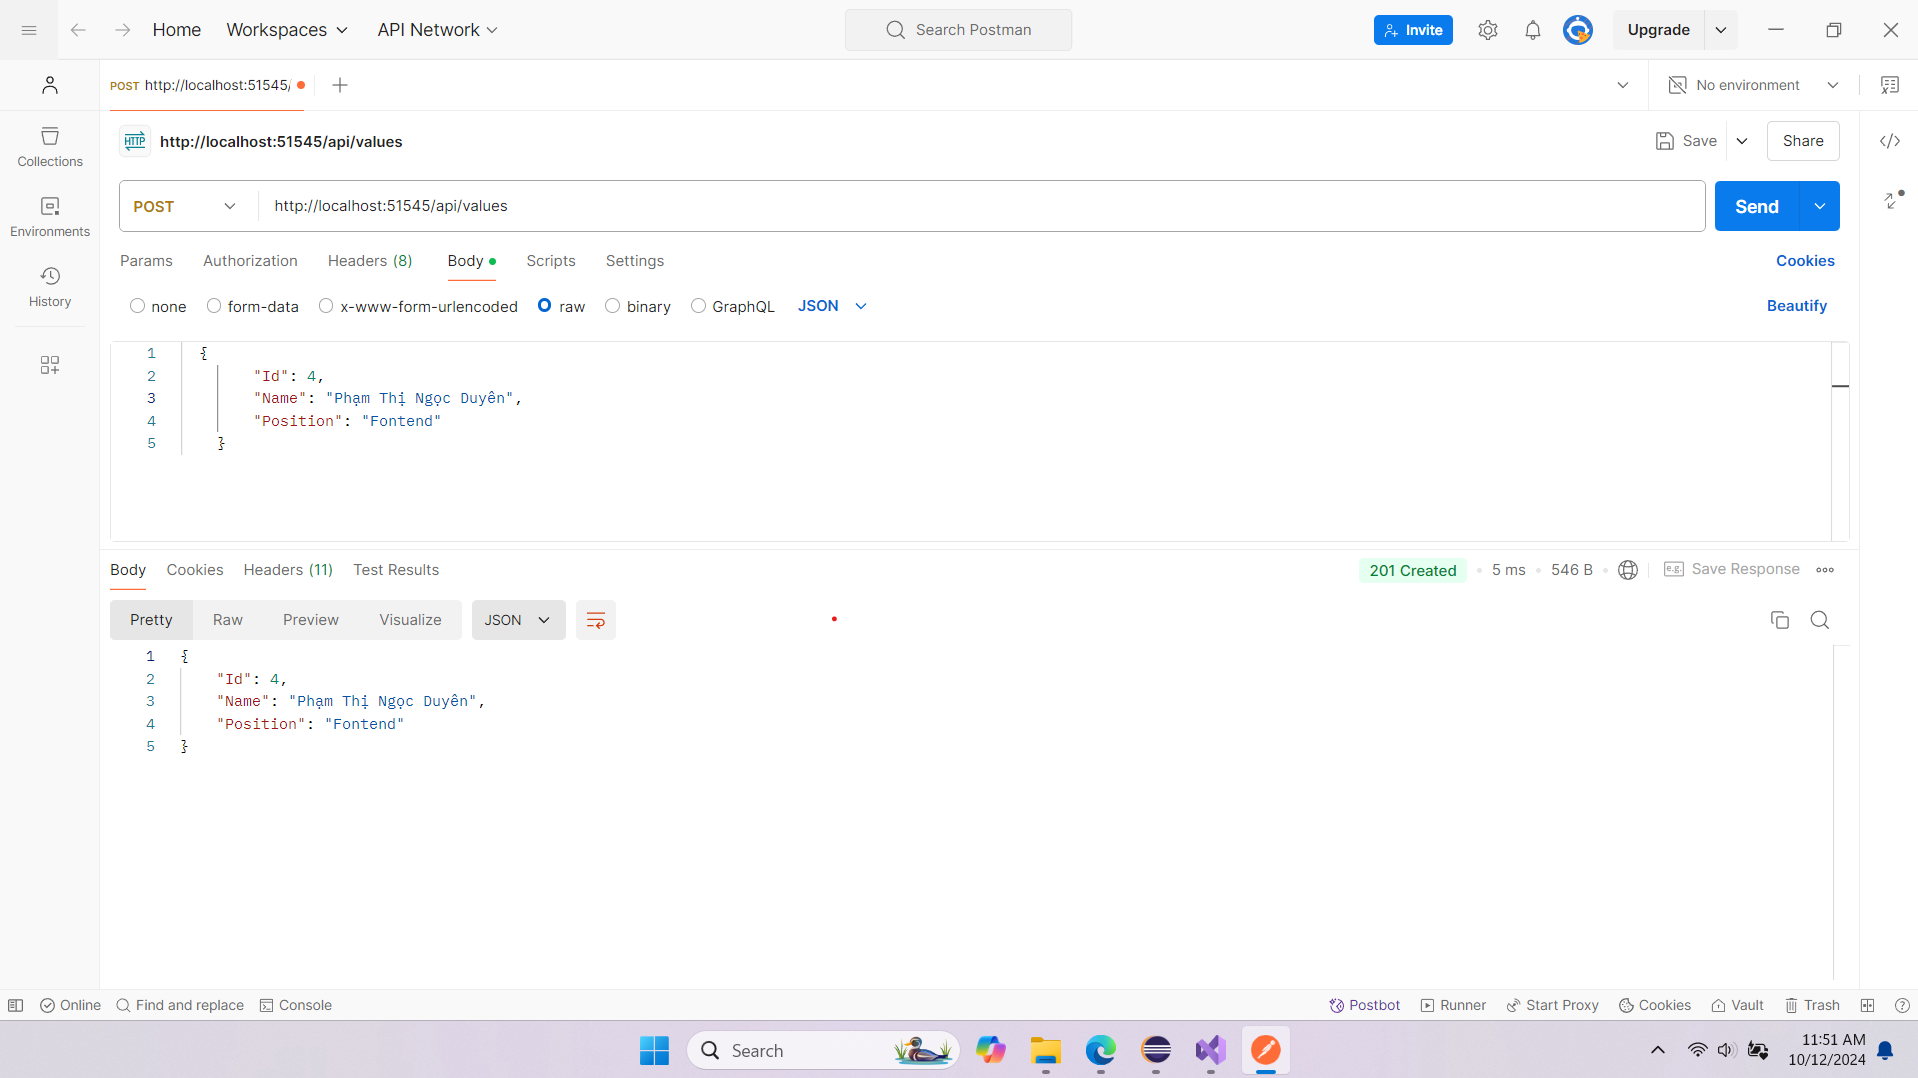 Home Workspaces API Network Search Postman Invite Upgrade
POST http://localhost:51545/ No environment
HTTP http://localhost:51545/api/values Save Share
Collections
POST http://localhost:51545/api/values Send
Environments
Params Authorization Headers (8) Body Scripts Settings Cookies
History
none form-data x-www-form-urlencoded raw binary GraphQL JSON Beautify
1 {
2 "Id": 4,
3 "Name": "Phạm Thị Ngọc Duyên",
4 "Position": "Fontend"
5 }
Body Cookies Headers (11) Test Results 201 Created 5 ms 546 B e.g. Save Response
Pretty Raw Preview Visualize JSON
1 {
2 "Id": 4,
3 "Name": "Phạm Thị Ngọc Duyên",
4 "Position": "Fontend"
5 }
Online Find and replace Console Postbot Runner Start Proxy Cookies Vault Trash
Search 11:51 AM
10/12/2024